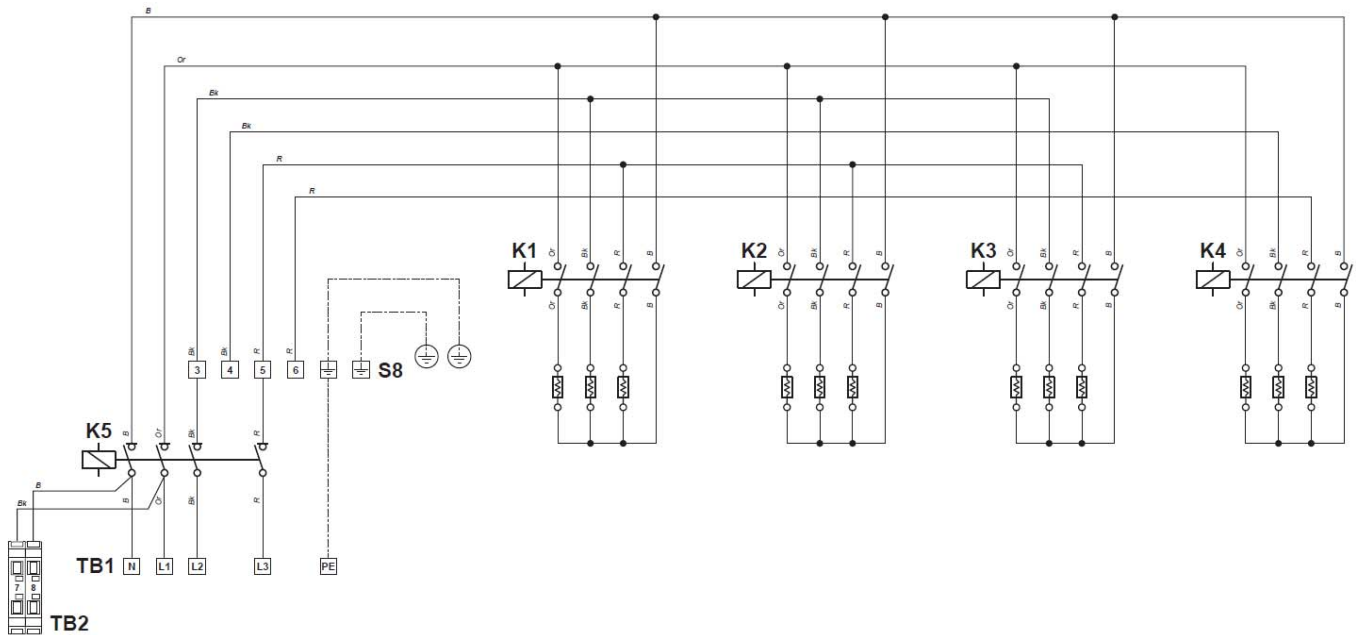 B
Or
Bk
Bk
R
R
K1
K2
K3
K4
Or Bk R B
Or Bk R B
Or Bk R B
Or Bk R B
Or Bk R B
Or Bk R B
Or Bk R B
Or Bk R B
Bk Bk R R
3 4 5 6 S8
K5
B Or Bk R
B
Bk
B Or Bk R
TB1 N L1 L2 L3 PE
7 8
TB2